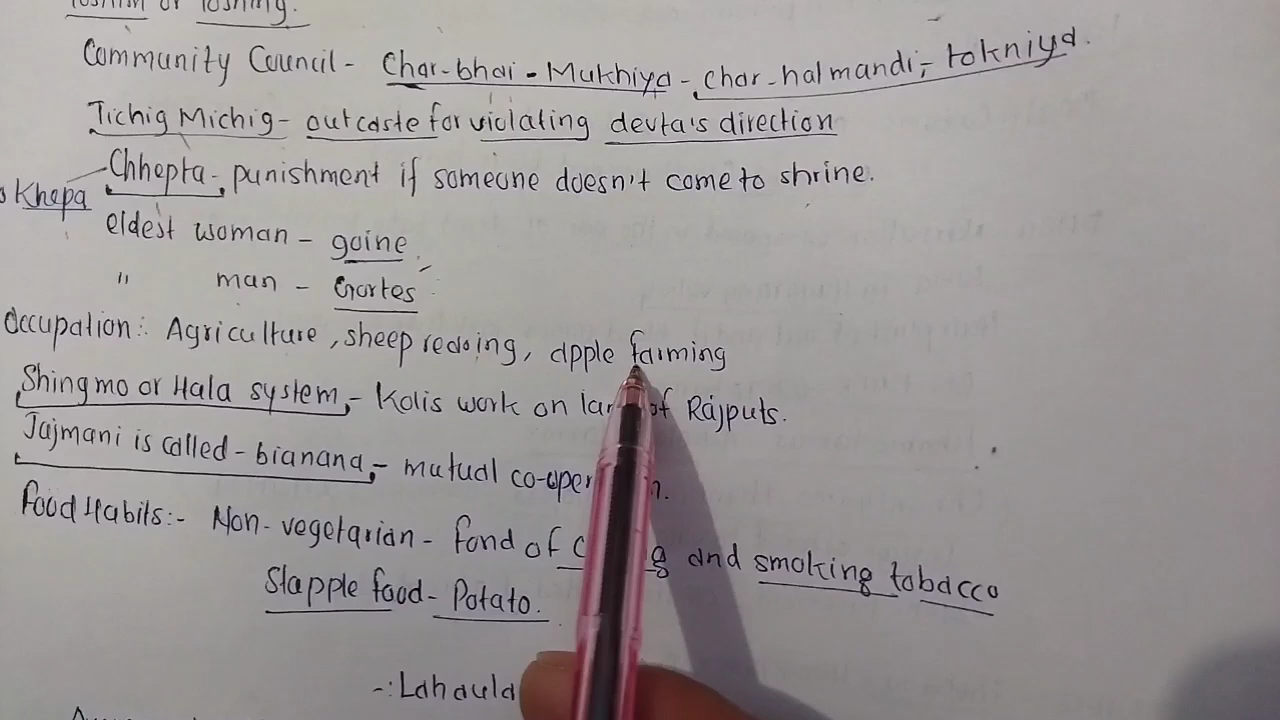 Community Council - Char-bhai-Mukhiya-char-halmandi,-tokniya.
Tichig Michig- outcaste for violating devta's direction
Chhepta - punishment if someone doesn't come to shrine.
Khepa
eldest woman - goine
" man - Gortes
Occupation:- Agriculture, sheep redoing, apple farming
Shingmo or Hala system,- Kolis work on of Rajputs.
Jajmani is called - bianana,- mutual
Food Habits:- Non-vegetarian - fond of and smoking tobacco
Stapple food- Potato.
-:Lahaula